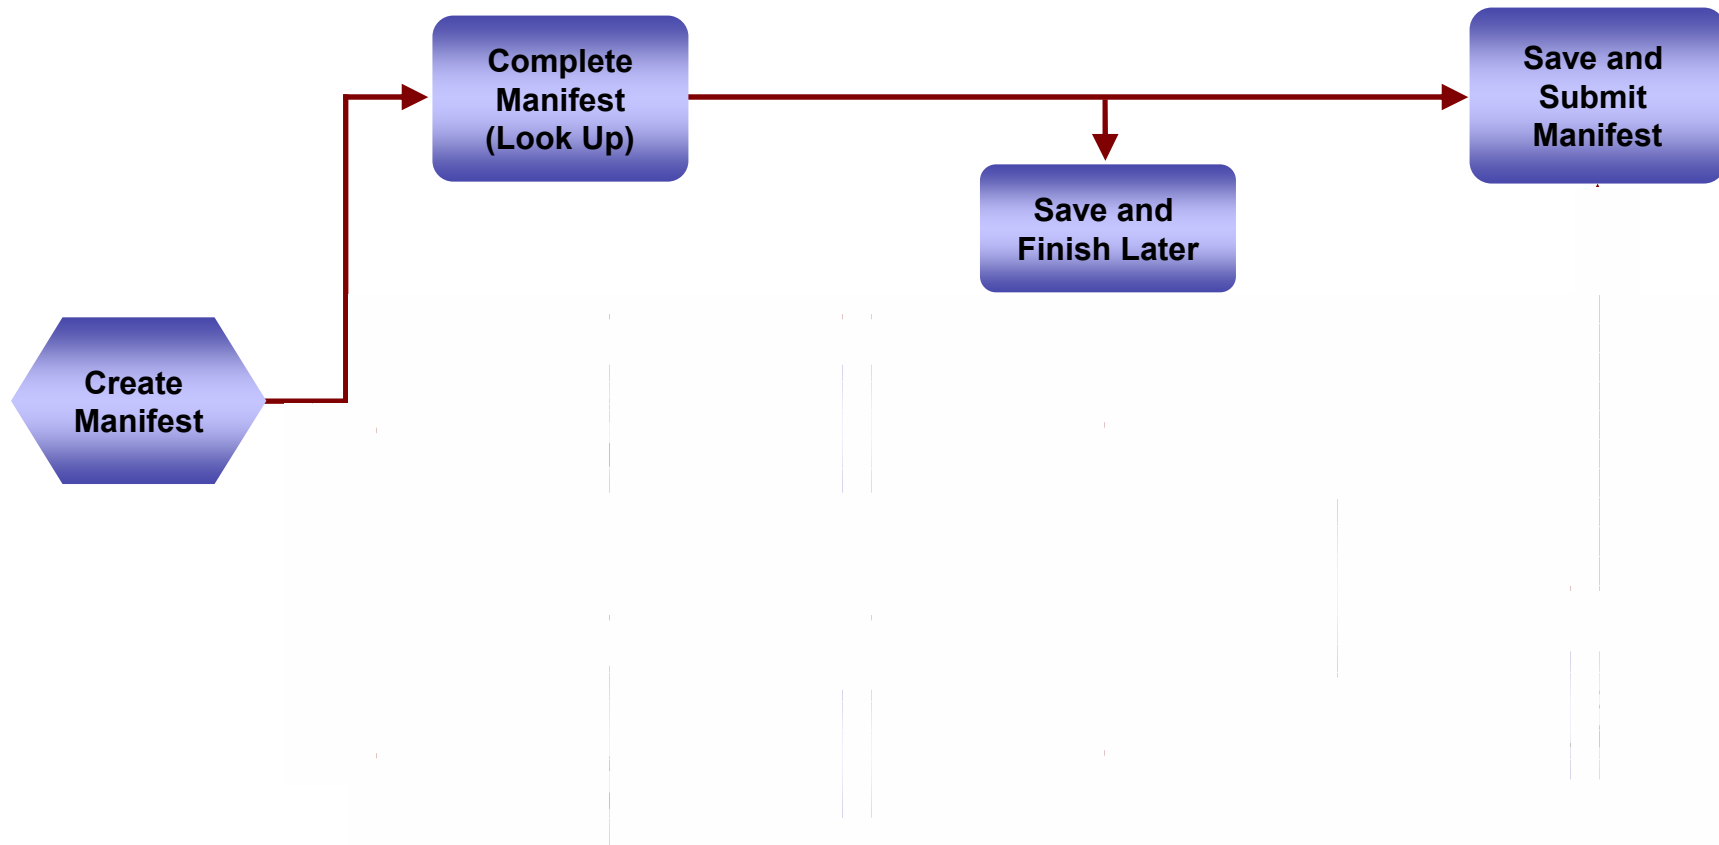 Complete
Manifest
(Look Up)
Save and
Submit
Manifest
Save and
Finish Later
Create
Manifest